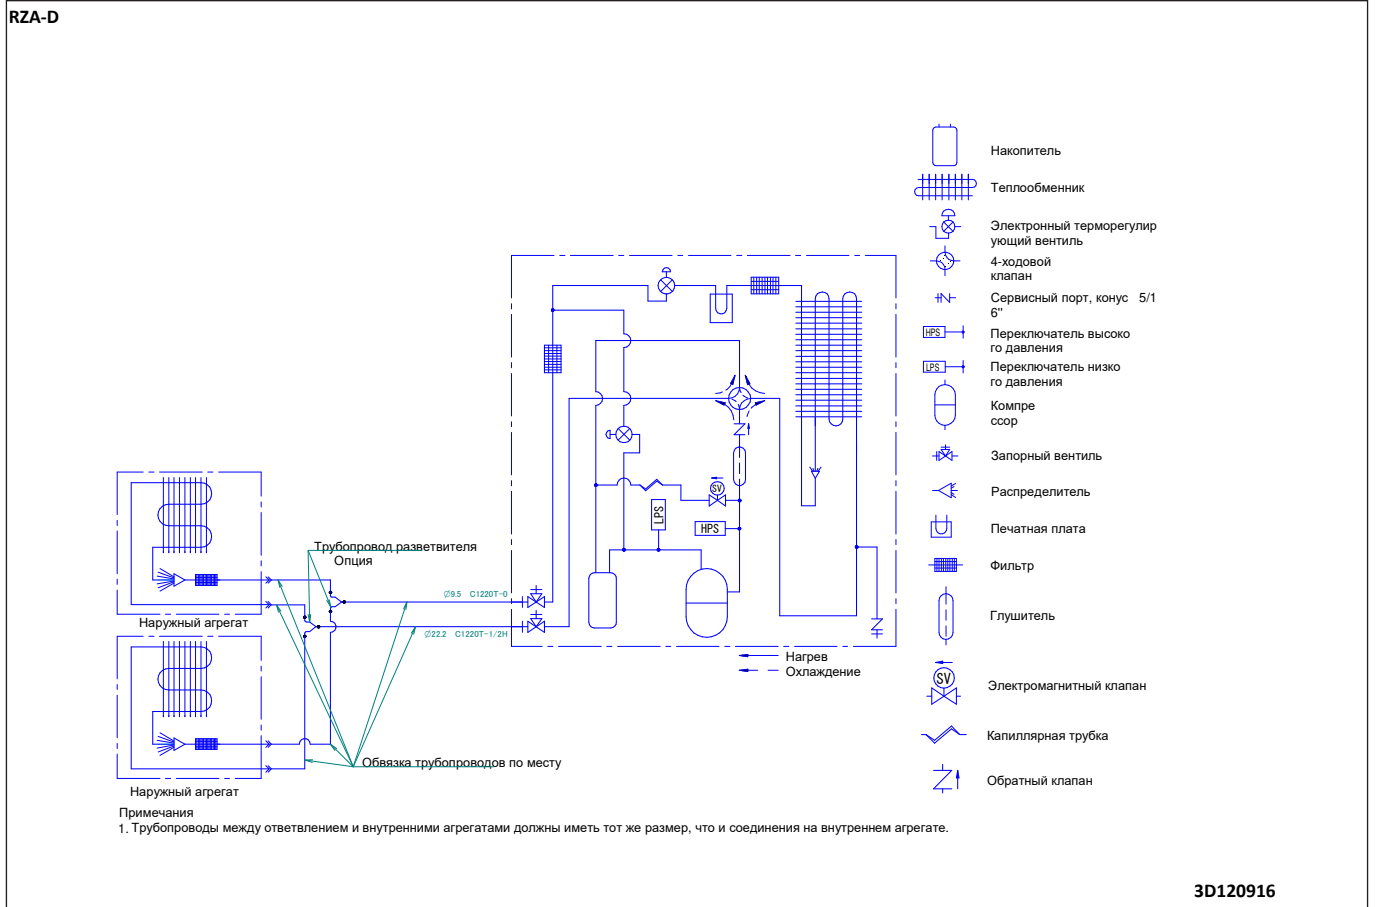 RZA-D
Накопитель
Теплообменник
Электронный терморегулир
ующий вентиль
4-ходовой
клапан
Сервисный порт, конус 5/1
6"
HPS
Переключатель высоко
го давления
LPS
Переключатель низко
го давления
Компре
ссор
Запорный вентиль
Распределитель
Печатная плата
Фильтр
Глушитель
SV
Электромагнитный клапан
Капиллярная трубка
Обратный клапан
SV
LPS
HPS
Трубопровод разветвителя
Опция
∅9.5 C1220T-0
∅22.2 C1220T-1/2H
Наружный агрегат
Нагрев
Охлаждение
Обвязка трубопроводов по месту
Наружный агрегат
Примечания
1. Трубопроводы между ответвлением и внутренними агрегатами должны иметь тот же размер, что и соединения на внутреннем агрегате.
3D120916